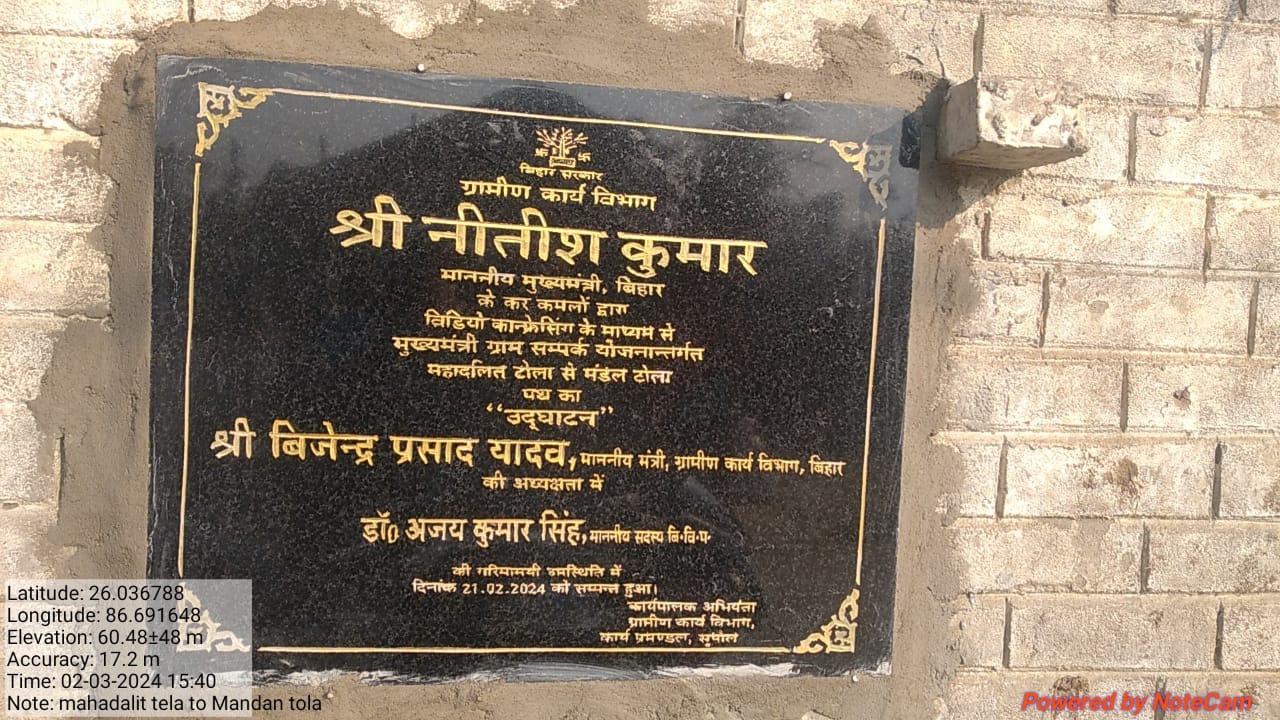 बिहार सरकार
ग्रामीण कार्य विभाग
श्री नीतीश कुमार
माननीय मुख्यमंत्री, बिहार
के कर कमलों द्वारा
विडियो कान्फ्रेसिंग के माध्यम से
मुख्यमंत्री ग्राम सम्पर्क योजनान्तर्गत
महादलित टोला से मंडल टोला
पथ का
“उद्घाटन”
श्री बिजेन्द्र प्रसाद यादव, माननीय मंत्री, ग्रामीण कार्य विभाग, बिहार
की अध्यक्षता में
डॉ0 अजय कुमार सिंह, माननीय सदस्य बि॰वि॰प॰
की गरिमामयी उपस्थिति में
दिनांक 21.02.2024 को सम्पन्न हुआ।
कार्यपालक अभियंता
ग्रामीण कार्य विभाग,
कार्य प्रमण्डल, सुपौल
Latitude: 26.036788
Longitude: 86.691648
Elevation: 60.48±48 m
Accuracy: 17.2 m
Time: 02-03-2024 15:40
Note: mahadalit tela to Mandan tola
Powered by NoteCam